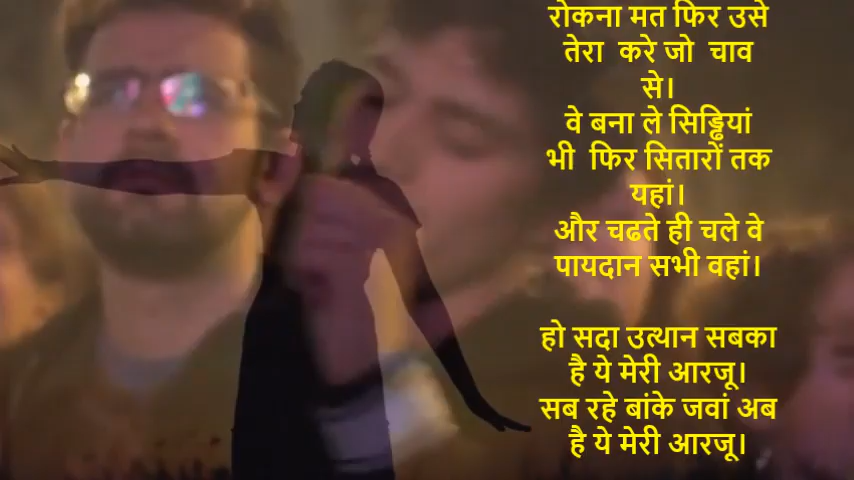 रोकना मत फिर उसे
तेरा करे जो चाव
से।
वे बना ले सिढ्ढियां
भी फिर सितारों तक
यहां।
और चढते ही चले वे
पायदान सभी वहां।
हो सदा उत्थान सबका
है ये मेरी आरजू।
सब रहे बांके जवां अब
है ये मेरी आरजू।